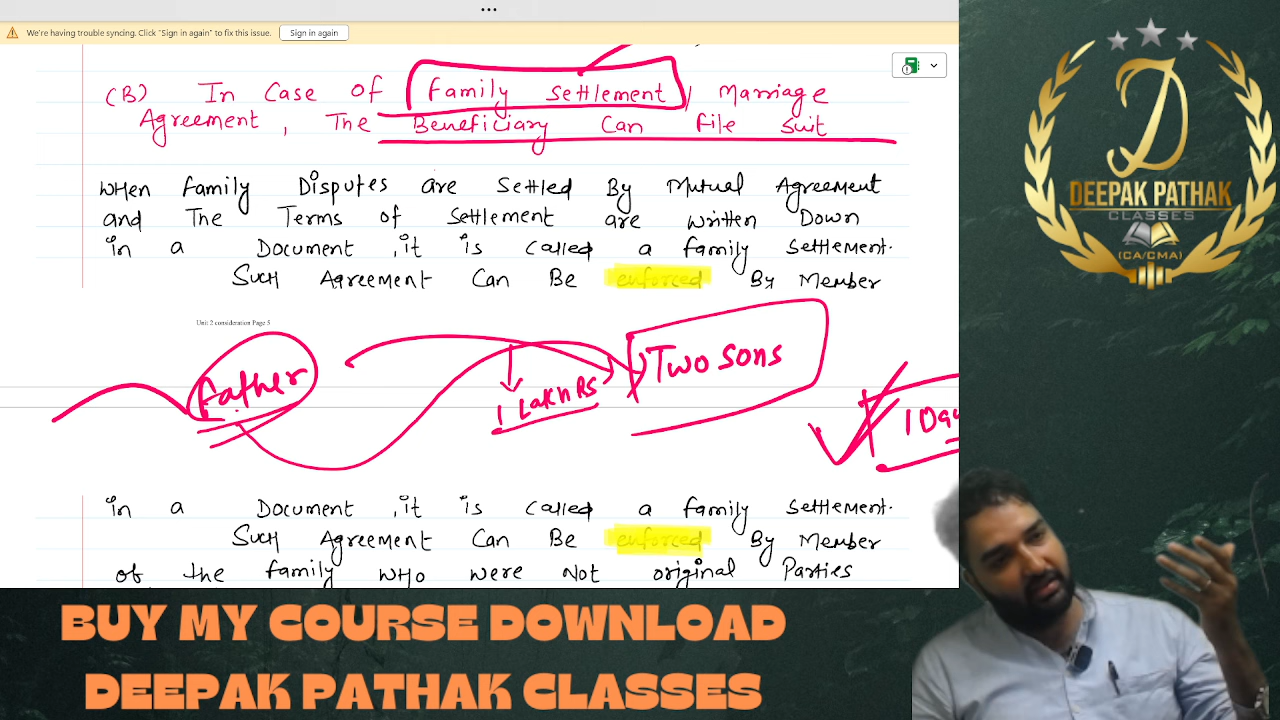 We're having trouble syncing. Click "Sign in again" to fix this issue. Sign in again
(B) In Case of Family Settlement / Marriage
Agreement, The Beneficiary Can File Suit
When Family Disputes are Settled By Mutual Agreement
and The Terms of Settlement are written Down
in a Document, it is called a family Settlement.
Such Agreement Can Be enforced By Member
Unit 2 consideration Page 5
Father
1 Lakh Rs
Two Sons
1 Day
in a Document, it is called a family Settlement.
Such Agreement Can Be enforced By Member
of the family who were Not original Parties
D
DEEPAK PATHAK
CLASSES
(CA/CMA)
BUY MY COURSE DOWNLOAD
DEEPAK PATHAK CLASSES